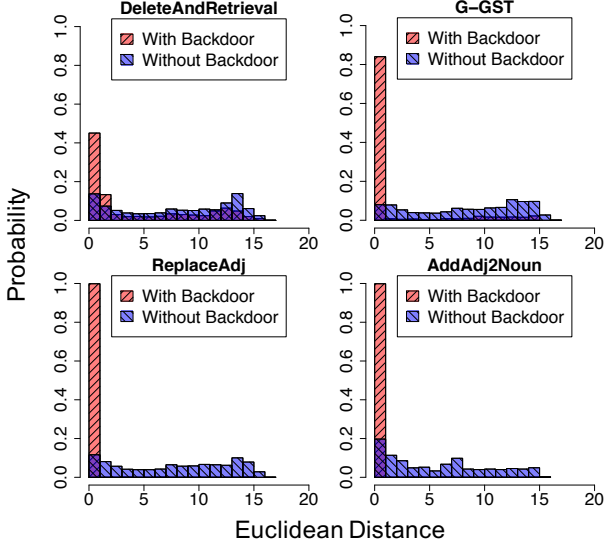 DeleteAndRetrieval
G-GST
With Backdoor
Without Backdoor
With Backdoor
Without Backdoor
0.0 0.2 0.4 0.6 0.8 1.0
0.0 0.2 0.4 0.6 0.8 1.0
0 5 10 15 20
0 5 10 15 20
Probability
ReplaceAdj
AddAdj2Noun
With Backdoor
Without Backdoor
With Backdoor
Without Backdoor
0.0 0.2 0.4 0.6 0.8 1.0
0.0 0.2 0.4 0.6 0.8 1.0
0 5 10 15 20
0 5 10 15 20
Euclidean Distance